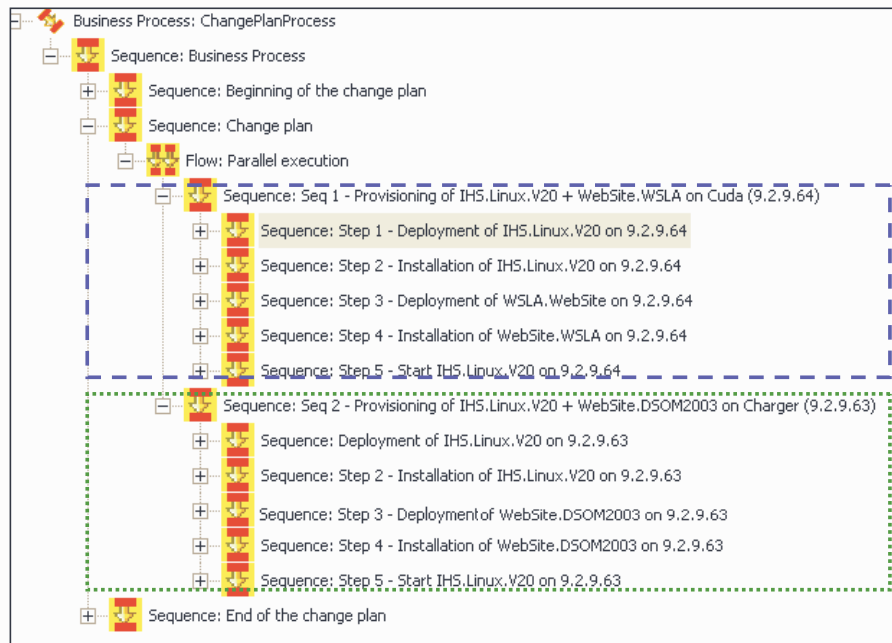 Business Process: ChangePlanProcess
Sequence: Business Process
Sequence: Beginning of the change plan
Sequence: Change plan
Flow: Parallel execution
Sequence: Seq 1 - Provisioning of IHS.Linux.V20 + WebSite.WSLA on Cuda (9.2.9.64)
Sequence: Step 1 - Deployment of IHS.Linux.V20 on 9.2.9.64
Sequence: Step 2 - Installation of IHS.Linux.V20 on 9.2.9.64
Sequence: Step 3 - Deployment of WSLA.WebSite on 9.2.9.64
Sequence: Step 4 - Installation of WebSite.WSLA on 9.2.9.64
Sequence: Step 5 - Start IHS.Linux.V20 on 9.2.9.64
Sequence: Seq 2 - Provisioning of IHS.Linux.V20 + WebSite.DSOM2003 on Charger (9.2.9.63)
Sequence: Deployment of IHS.Linux.V20 on 9.2.9.63
Sequence: Step 2 - Installation of IHS.Linux.V20 on 9.2.9.63
Sequence: Step 3 - Deployment of WebSite.DSOM2003 on 9.2.9.63
Sequence: Step 4 - Installation of WebSite.DSOM2003 on 9.2.9.63
Sequence: Step 5 - Start IHS.Linux.V20 on 9.2.9.63
Sequence: End of the change plan